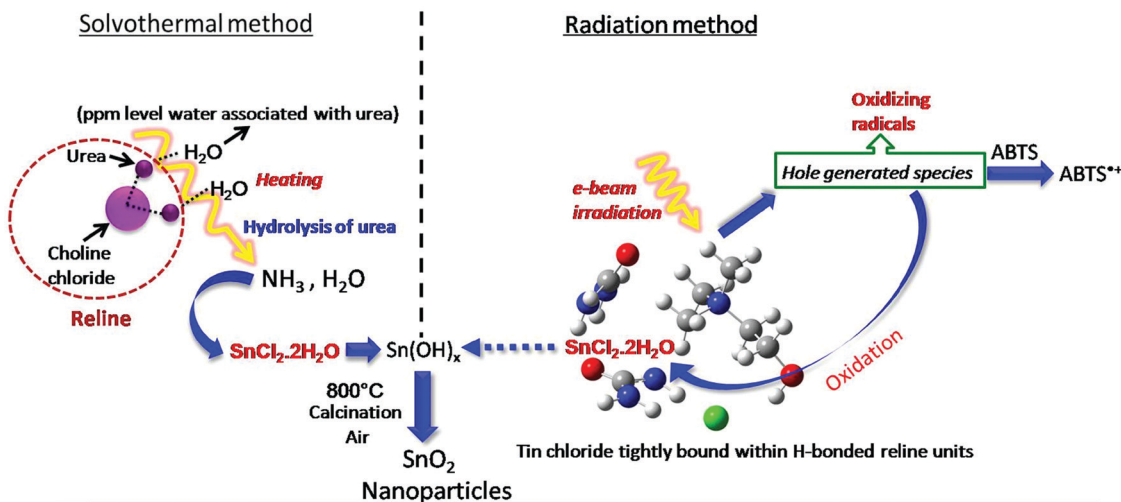 Solvothermal method
(ppm level water associated with urea)
Urea
H₂O
H₂O
Heating
Hydrolysis of urea
Choline
chloride
NH₃ , H₂O
Reline
SnCl₂.2H₂O
Sn(OH)ₓ
800°C
Calcination
Air
SnO₂
Nanoparticles
Radiation method
Oxidizing
radicals
Hole generated species
ABTS
ABTS•+
e-beam
irradiation
SnCl₂.2H₂O
Oxidation
Tin chloride tightly bound within H-bonded reline units